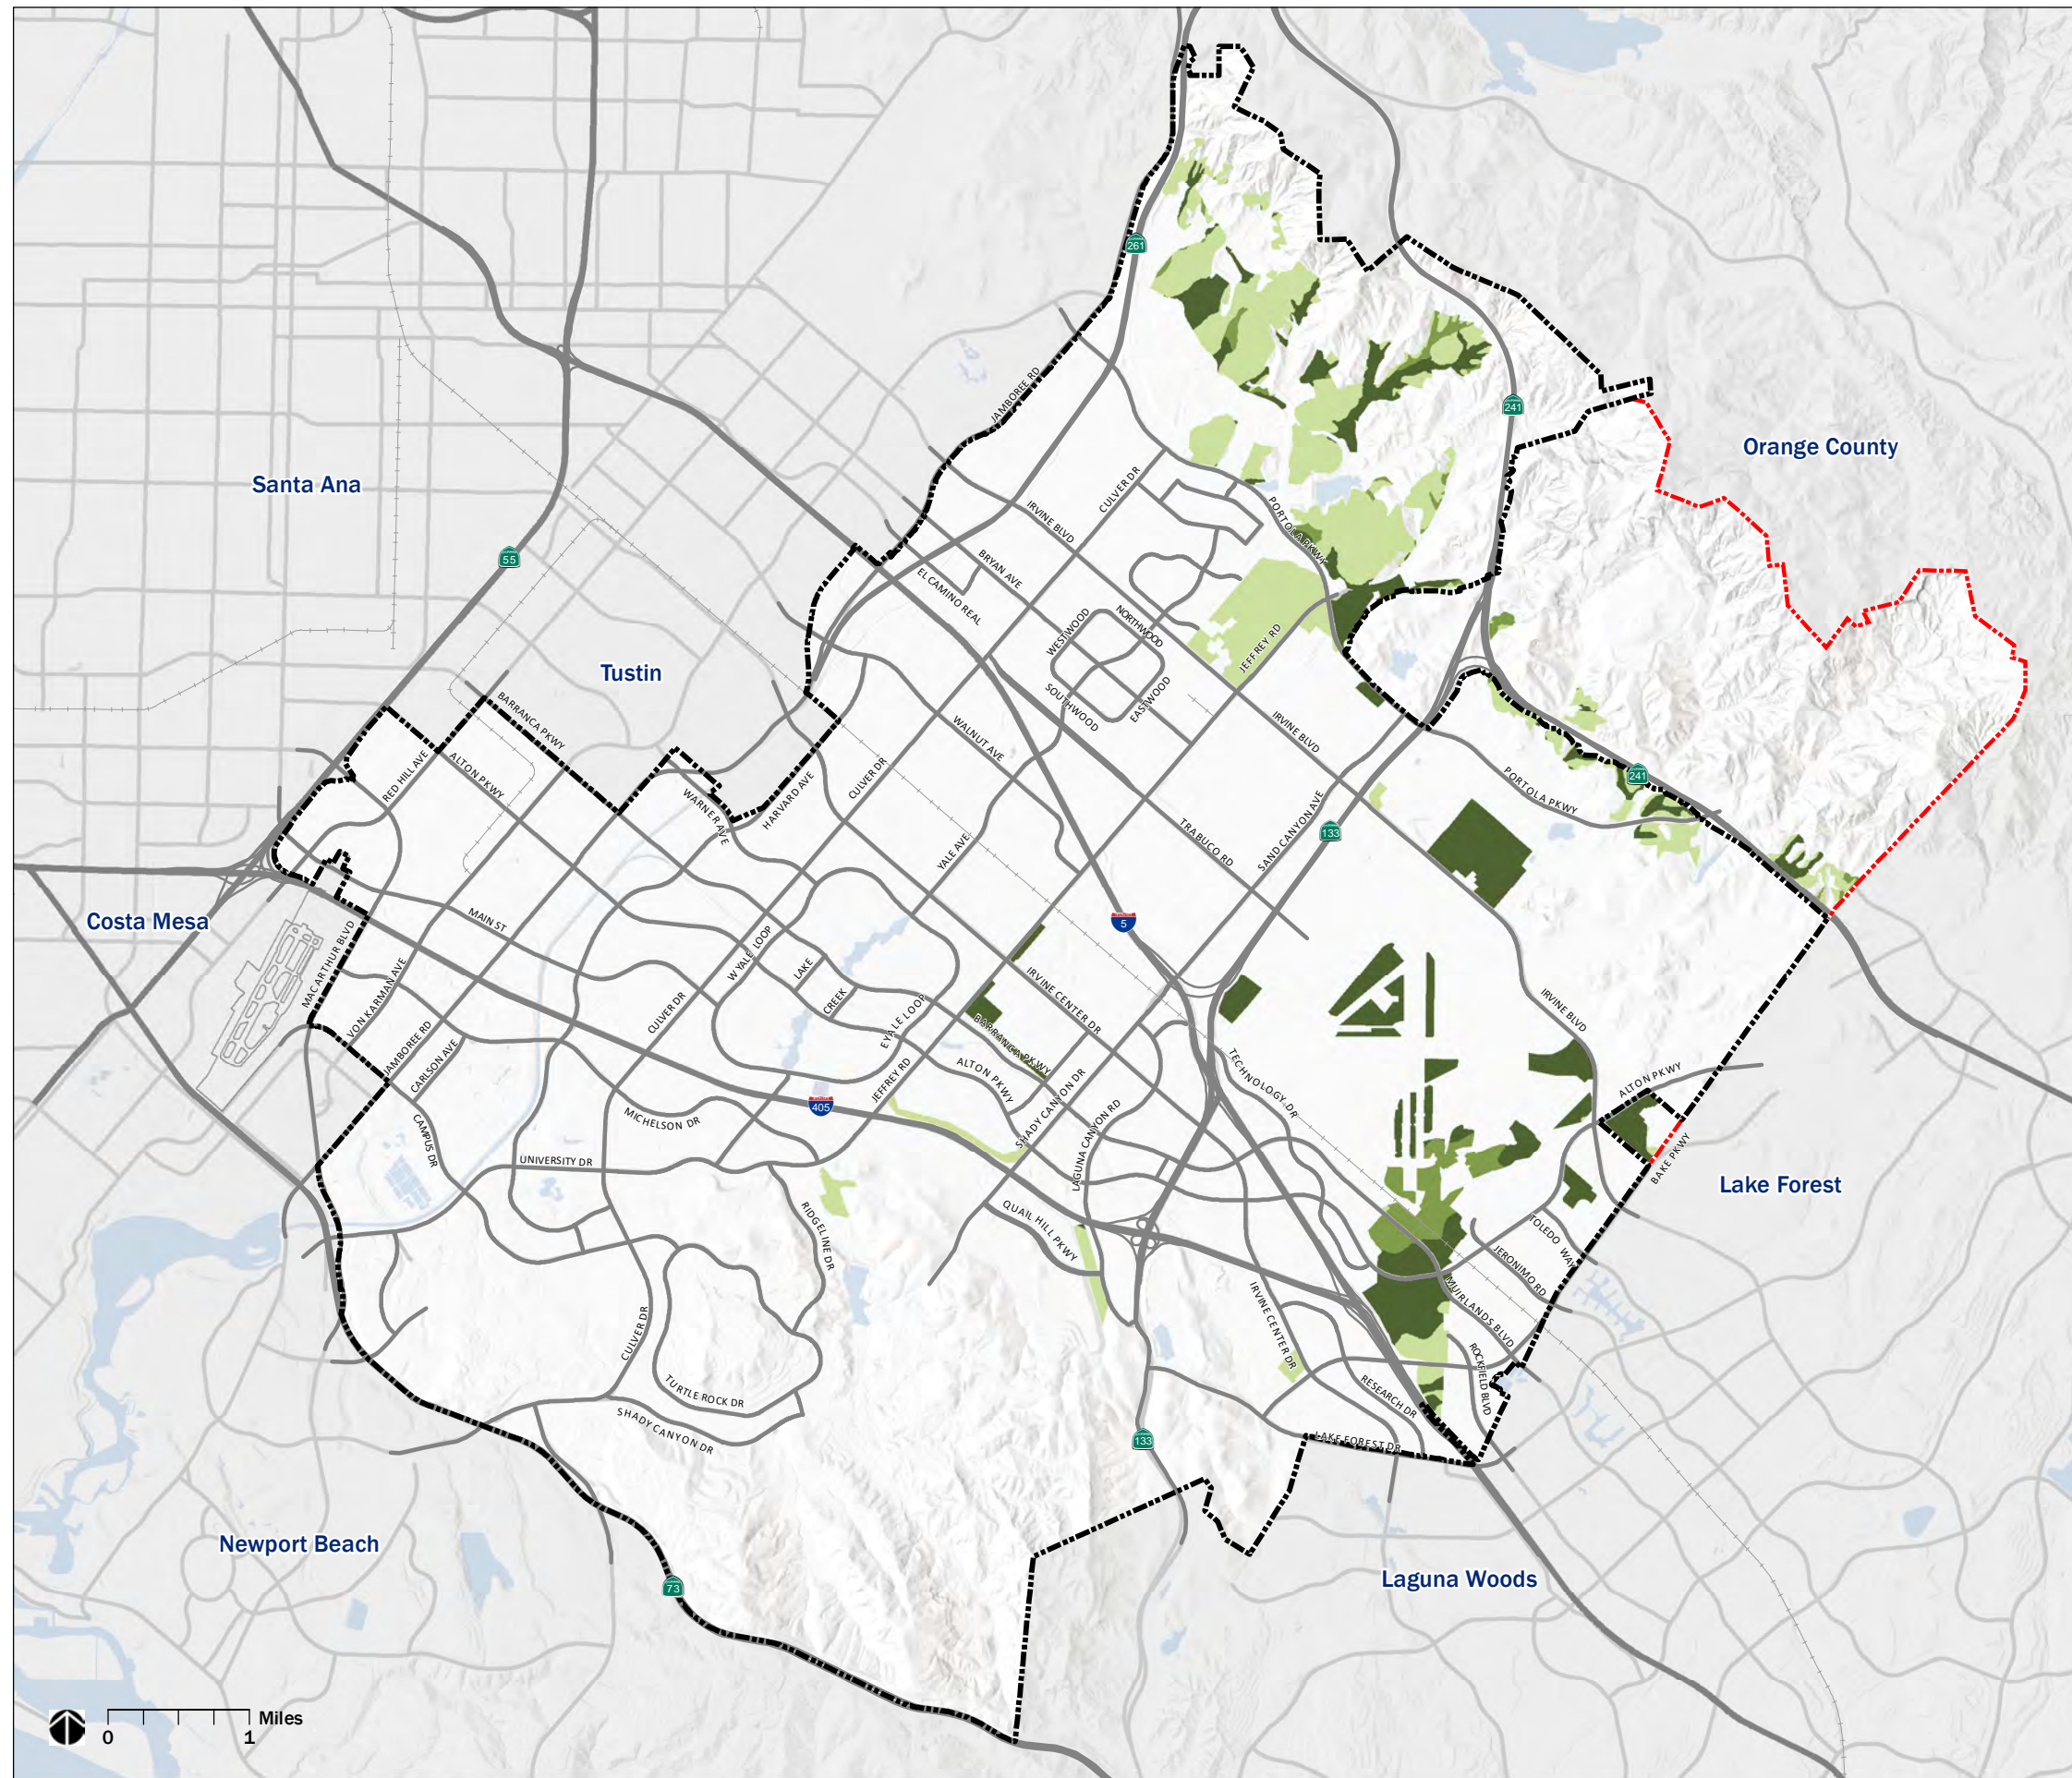 261
241
Orange County
JAMBOREE RD
Santa Ana
CULVER DR
IRVINE BLVD
PORTOLA PKWY
55
BRYAN AVE
EL CAMINO REAL
WESTWOOD
NORTHWOOD
JEFFREY RD
Tustin
SOUTHWOOD
EASTWOOD
BARRANCA PKWY
WALNUT AVE
IRVINE BLVD
ALTON PKWY
RED HILL AVE
CULVER DR
HARVARD AVE
WARNER AVE
241
PORTOLA PKWY
SAND CANYON AVE
133
TRABUCO RD
YALE AVE
Costa Mesa
MAIN ST
5
MAC ARTHUR BLVD
VON KARMAN AVE
W YALE LOOP
LAKE
CREEK
CULVER DR
E YALE LOOP
IRVINE CENTER DR
BARRANCA PKWY
IRVINE BLVD
JAMBOREE RD
CARLSON AVE
ALTON PKWY
JEFFREY RD
405
TECHNOLOGY DR
ALTON PKWY
MICHELSON DR
CAMPUS DR
SHADY CANYON DR
LAGUNA CANYON RD
BAKE PKWY
UNIVERSITY DR
Lake Forest
RIDGELINE DR
QUAIL HILL PKWY
TOLEDO WAY
JERONIMO RD
MUIRLANDS BLVD
IRVINE CENTER DR
CULVER DR
ROCKFIELD BLVD
TURTLE ROCK DR
RESEARCH DR
SHADY CANYON DR
133
LAKE FOREST DR
Newport Beach
Laguna Woods
73
Miles
0 1